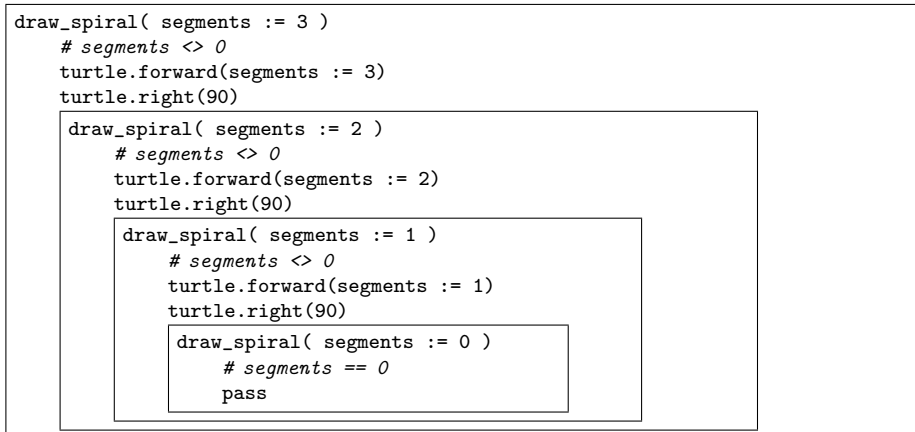 draw_spiral( segments := 3 )
# segments <> 0
turtle.forward(segments := 3)
turtle.right(90)
draw_spiral( segments := 2 )
# segments <> 0
turtle.forward(segments := 2)
turtle.right(90)
draw_spiral( segments := 1 )
# segments <> 0
turtle.forward(segments := 1)
turtle.right(90)
draw_spiral( segments := 0 )
# segments == 0
pass